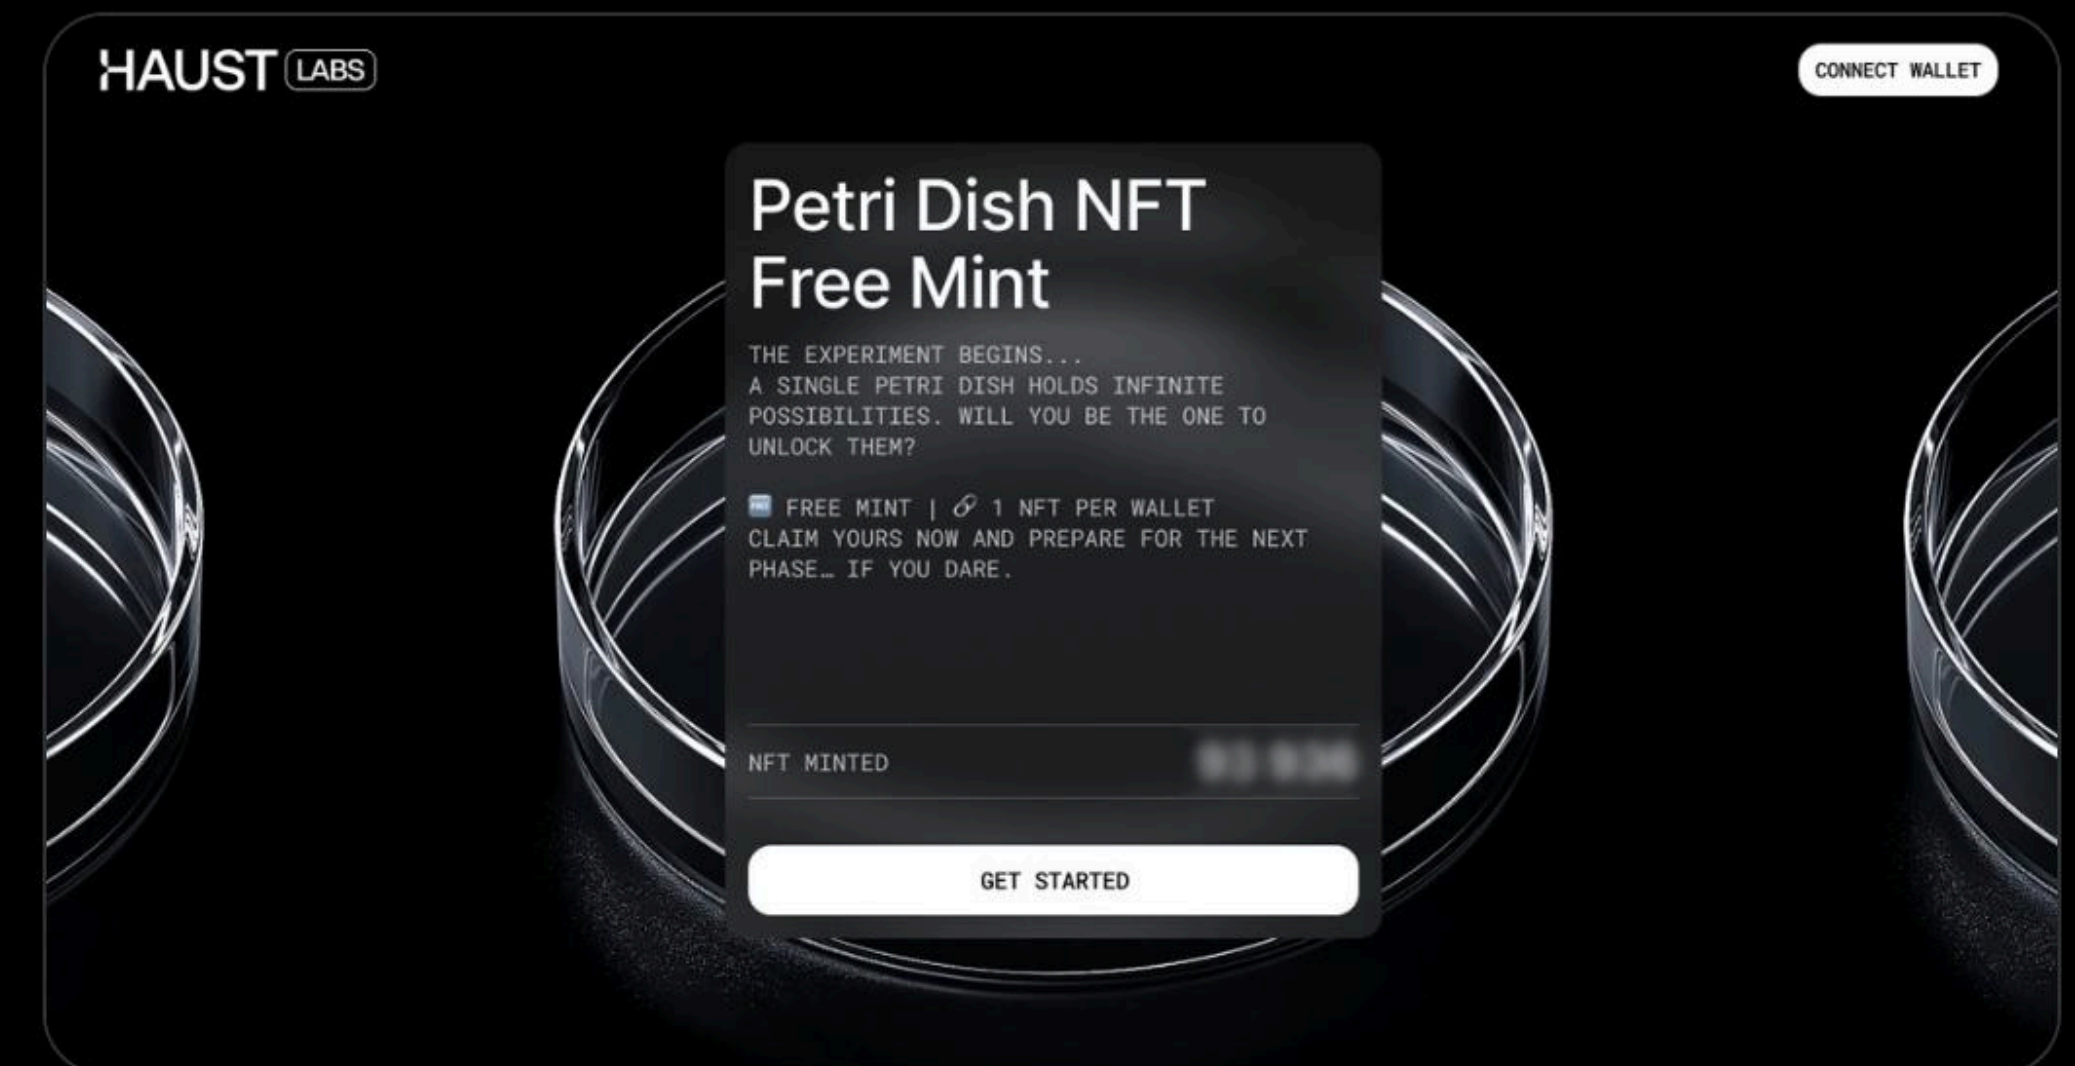 HAUST LABS
CONNECT WALLET
Petri Dish NFT
Free Mint
THE EXPERIMENT BEGINS...
A SINGLE PETRI DISH HOLDS INFINITE
POSSIBILITIES. WILL YOU BE THE ONE TO
UNLOCK THEM?
FREE MINT | 🔗 1 NFT PER WALLET
CLAIM YOURS NOW AND PREPARE FOR THE NEXT
PHASE… IF YOU DARE.
NFT MINTED
GET STARTED